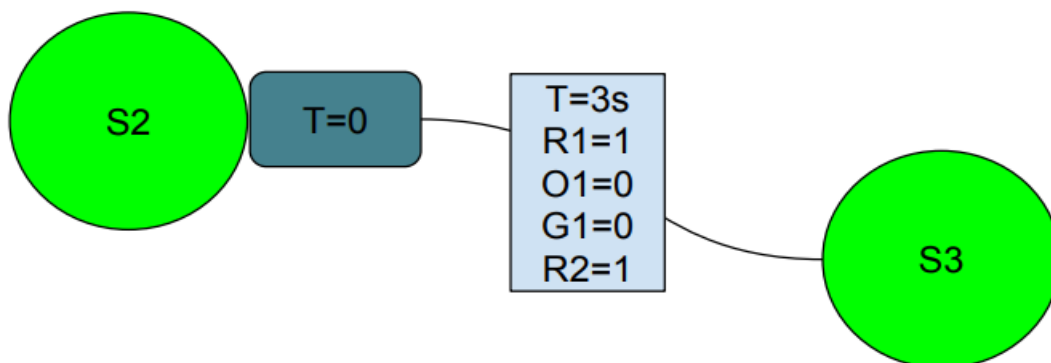 S2
T=0
T=3s
R1=1
O1=0
G1=0
R2=1
S3